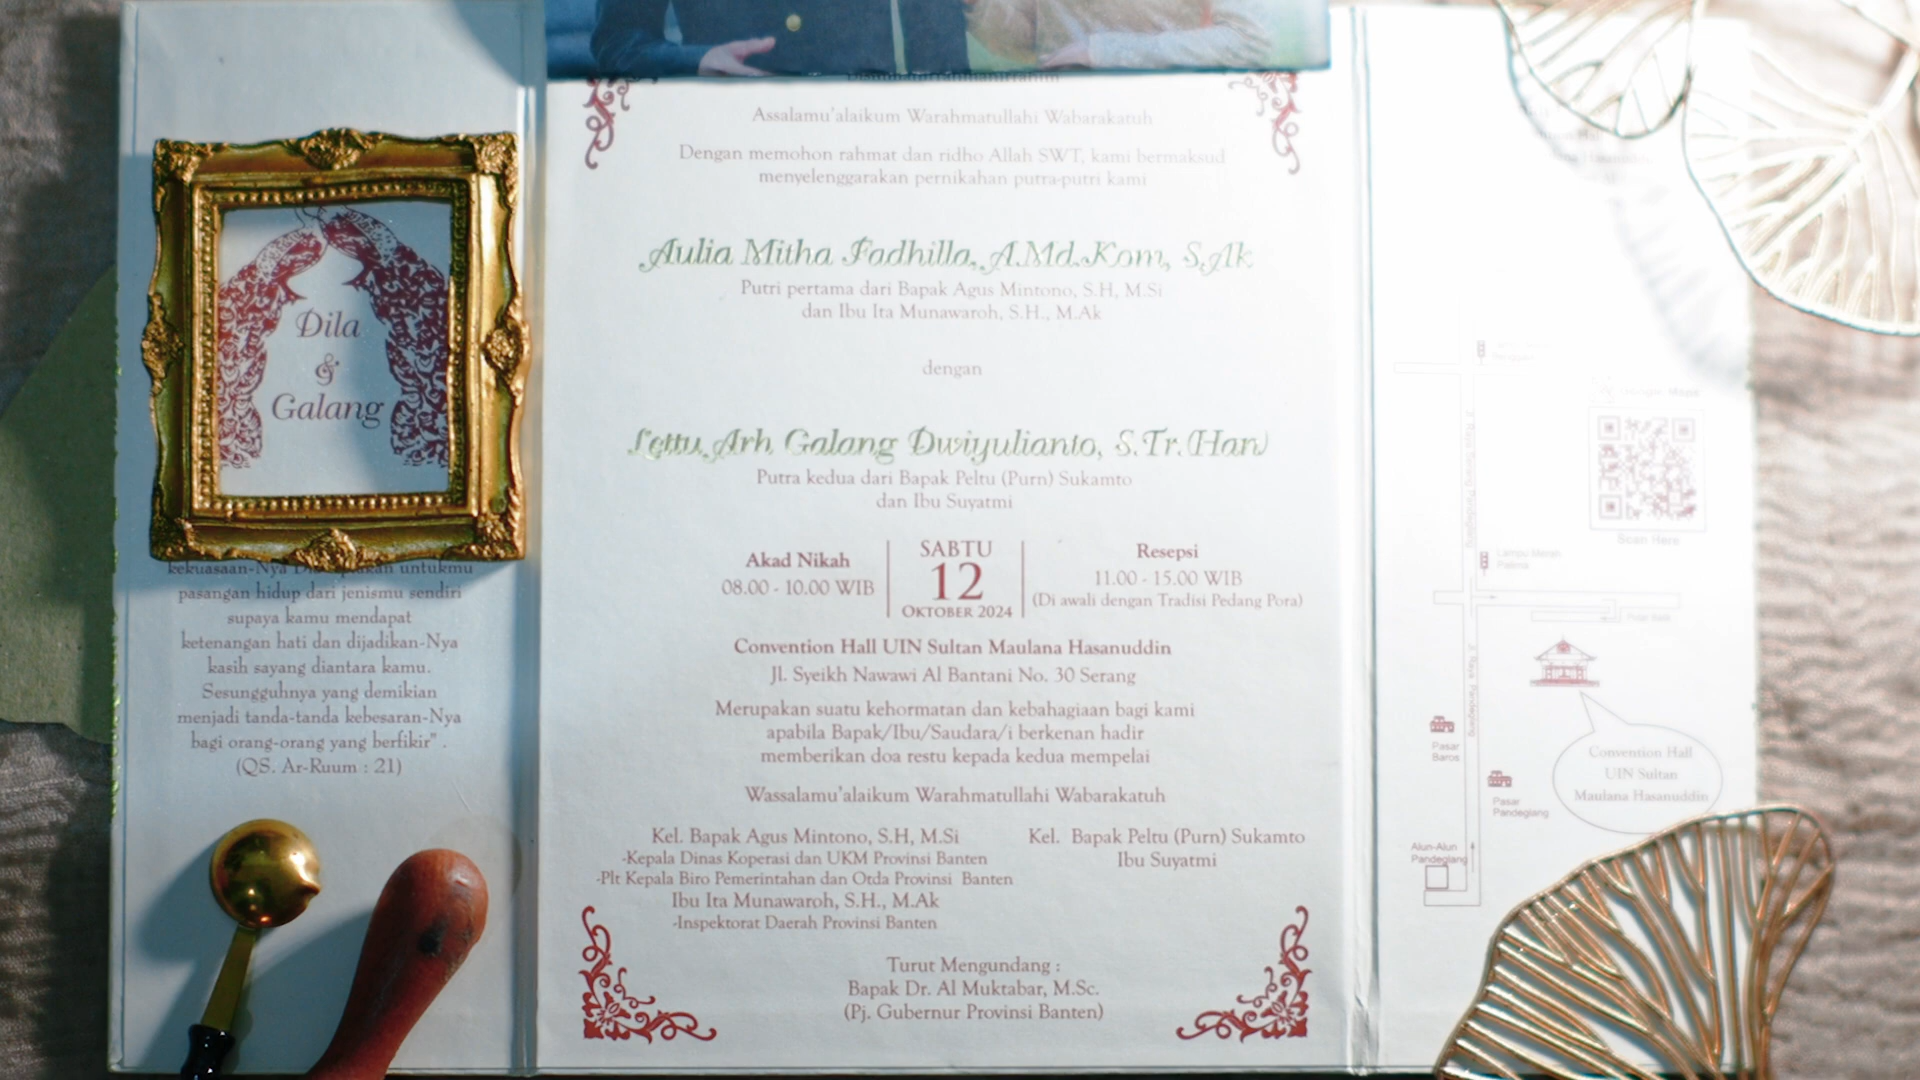 Dila
&
Galang
kekuasaan-Nya
untukmu
pasangan hidup dari jenismu sendiri
supaya kamu mendapat
ketenangan hati dan dijadikan-Nya
kasih sayang diantara kamu.
Sesungguhnya yang demikian
menjadi tanda-tanda kebesaran-Nya
bagi orang-orang yang berfikir" .
(QS. Ar-Ruum : 21)
Assalamu'alaikum Warahmatullahi Wabarakatuh
Dengan memohon rahmat dan ridho Allah SWT, kami bermaksud
menyelenggarakan pernikahan putra-putri kami
Aulia Mitha Fadhilla, A.Md.Kom, S.Ak
Putri pertama dari Bapak Agus Mintono, S.H, M.Si
dan Ibu Ita Munawaroh, S.H., M.Ak
dengan
Lettu Arh Galang Dwiyulianto, S.Tr.(Han)
Putra kedua dari Bapak Peltu (Purn) Sukamto
dan Ibu Suyatmi
Akad Nikah
08.00 - 10.00 WIB
SABTU
12
OKTOBER 2024
Resepsi
11.00 - 15.00 WIB
(Di awali dengan Tradisi Pedang Pora)
Convention Hall UIN Sultan Maulana Hasanuddin
Jl. Syeikh Nawawi Al Bantani No. 30 Serang
Merupakan suatu kehormatan dan kebahagiaan bagi kami
apabila Bapak/Ibu/Saudara/i berkenan hadir
memberikan doa restu kepada kedua mempelai
Wassalamu'alaikum Warahmatullahi Wabarakatuh
Kel. Bapak Agus Mintono, S.H, M.Si
-Kepala Dinas Koperasi dan UKM Provinsi Banten
-Plt Kepala Biro Pemerintahan dan Otda Provinsi Banten
Ibu Ita Munawaroh, S.H., M.Ak
-Inspektorat Daerah Provinsi Banten
Kel. Bapak Peltu (Purn) Sukamto
Ibu Suyatmi
Turut Mengundang :
Bapak Dr. Al Muktabar, M.Sc.
(Pj. Gubernur Provinsi Banten)
Scan Here
Lampu Merah
Palima
Jl. Raya Pandeglang
Convention Hall
UIN Sultan
Maulana Hasanuddin
Pasar
Baros
Pasar
Pandeglang
Alun-Alun
Pandeglang